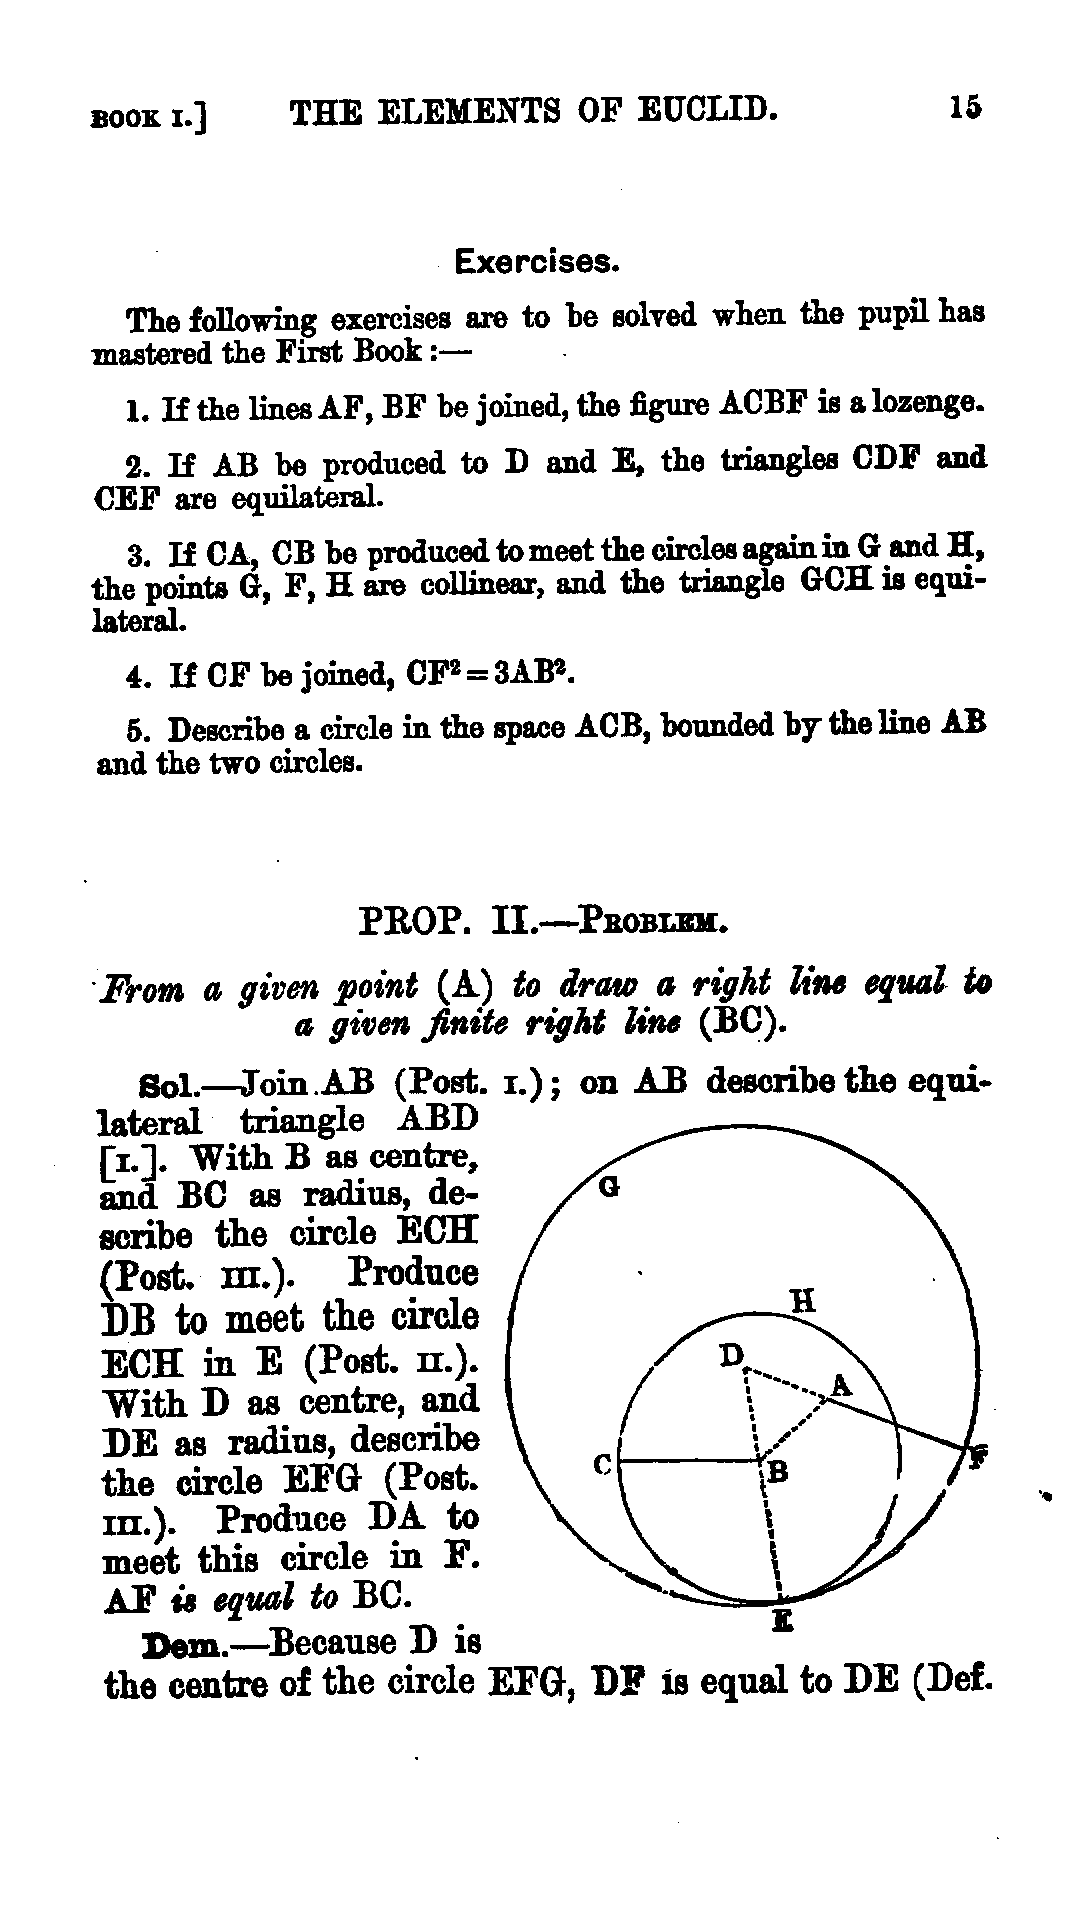 BOOK I.] THE ELEMENTS OF EUCLID. 15
Exercises.
The following exercises are to be solved when the pupil has
mastered the First Book :—
1. If the lines AF, BF be joined, the figure ACBF is a lozenge.
2. If AB be produced to D and E, the triangles CDF and
CEF are equilateral.
3. If CA, CB be produced to meet the circles again in G and H,
the points G, F, H are collinear, and the triangle GCH is equi-
lateral.
4. If CF be joined, CF² = 3AB².
5. Describe a circle in the space ACB, bounded by the line AB
and the two circles.
PROP. II.—PROBLEM.
From a given point (A) to draw a right line equal to
a given finite right line (BC).
Sol.—Join AB (Post. I.); on AB describe the equi-
lateral triangle ABD
[I.]. With B as centre,
and BC as radius, de-
scribe the circle ECH
(Post. III.). Produce
DB to meet the circle
ECH in E (Post. II.).
With D as centre, and
DE as radius, describe
the circle EFG (Post.
III.). Produce DA to
meet this circle in F.
AF is equal to BC.
G
H
D
A
C
B
F
E
Dem.—Because D is
the centre of the circle EFG, DF is equal to DE (Def.